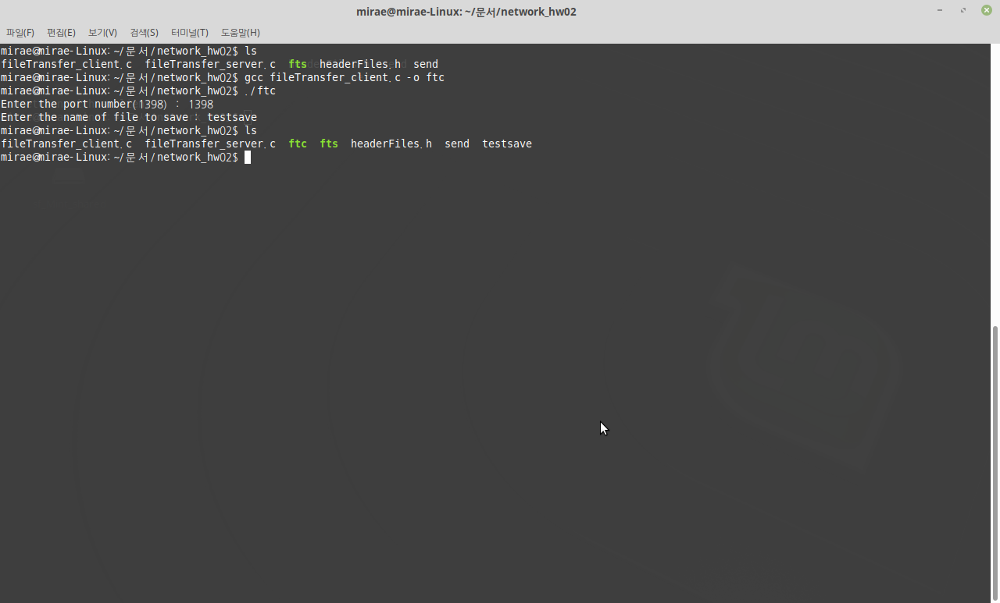 mirae@mirae-Linux: ~/문서/network_hw02
파일(F) 편집(E) 보기(V) 검색(S) 터미널(T) 도움말(H)
mirae@mirae-Linux:~/문서/network_hw02$ ls
fileTransfer_client.c  fileTransfer_server.c  fts  headerFiles.h  send
mirae@mirae-Linux:~/문서/network_hw02$ gcc fileTransfer_client.c -o ftc
mirae@mirae-Linux:~/문서/network_hw02$ ./ftc
Enter the port number(1398) : 1398
Enter the name of file to save : testsave
mirae@mirae-Linux:~/문서/network_hw02$ ls
fileTransfer_client.c  fileTransfer_server.c  ftc  fts  headerFiles.h  send  testsave
mirae@mirae-Linux:~/문서/network_hw02$